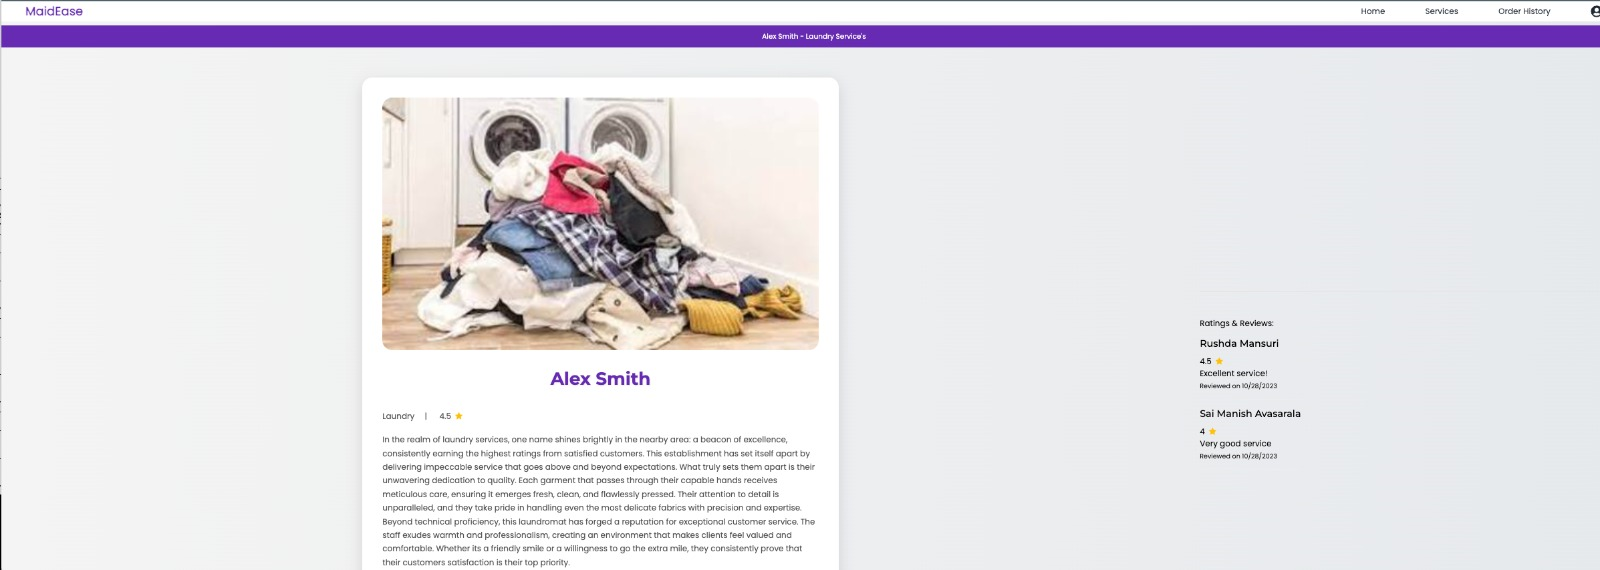 MaidEase
Home Services Order History
Alex Smith - Laundry Service's
Alex Smith
Laundry | 4.5
In the realm of laundry services, one name shines brightly in the nearby area: a beacon of excellence,
consistently earning the highest ratings from satisfied customers. This establishment has set itself apart by
delivering impeccable service that goes above and beyond expectations. What truly sets them apart is their
unwavering dedication to quality. Each garment that passes through their capable hands receives
meticulous care, ensuring it emerges fresh, clean, and flawlessly pressed. Their attention to detail is
unparalleled, and they take pride in handling even the most delicate fabrics with precision and expertise.
Beyond technical proficiency, this laundromat has forged a reputation for exceptional customer service. The
staff exudes warmth and professionalism, creating an environment that makes clients feel valued and
comfortable. Whether its a friendly smile or a willingness to go the extra mile, they consistently prove that
their customers satisfaction is their top priority.
Ratings & Reviews:
Rushda Mansuri
4.5
Excellent service!
Reviewed on 10/28/2023
Sai Manish Avasarala
4
Very good service
Reviewed on 10/28/2023